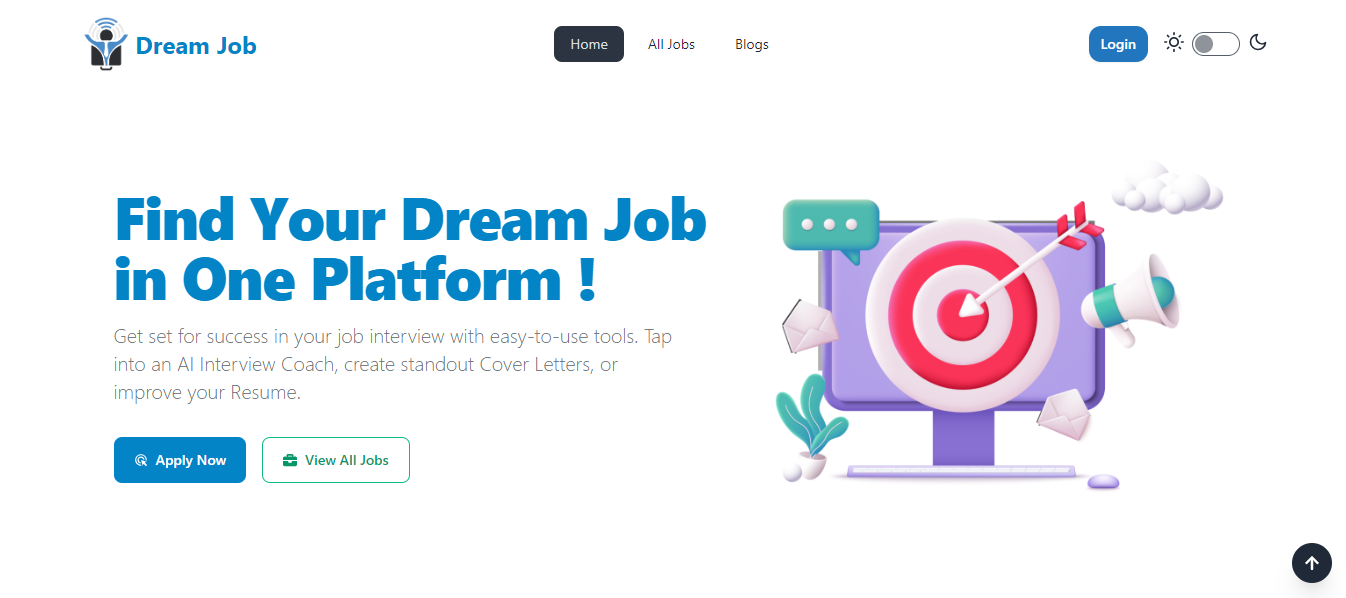 Dream Job
Home
All Jobs
Blogs
Login
Find Your Dream Job
in One Platform !
Get set for success in your job interview with easy-to-use tools. Tap
into an AI Interview Coach, create standout Cover Letters, or
improve your Resume.
Apply Now
View All Jobs